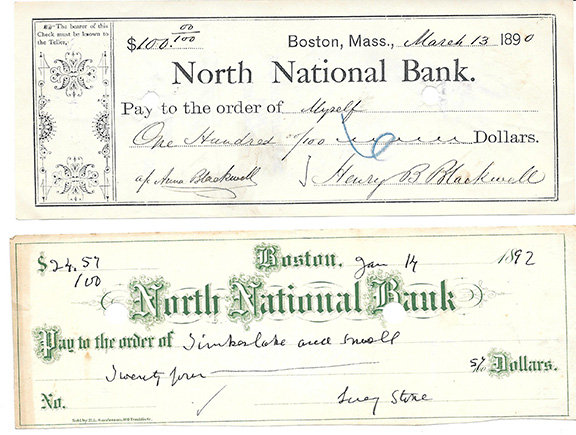 The bearer of this
Check must be known to
the Teller.
$100. 00/100
Boston, Mass., March 13 1890
North National Bank.
Pay to the order of Myself
One Hundred 00/100 Dollars.
a/c Anna Blackwell
Henry B Blackwell
$24.57/100
Boston, Jan 14 1892
North National Bank
Pay to the order of Timberlake and Small
Twenty four 57/100 Dollars.
No.
Lucy Stone